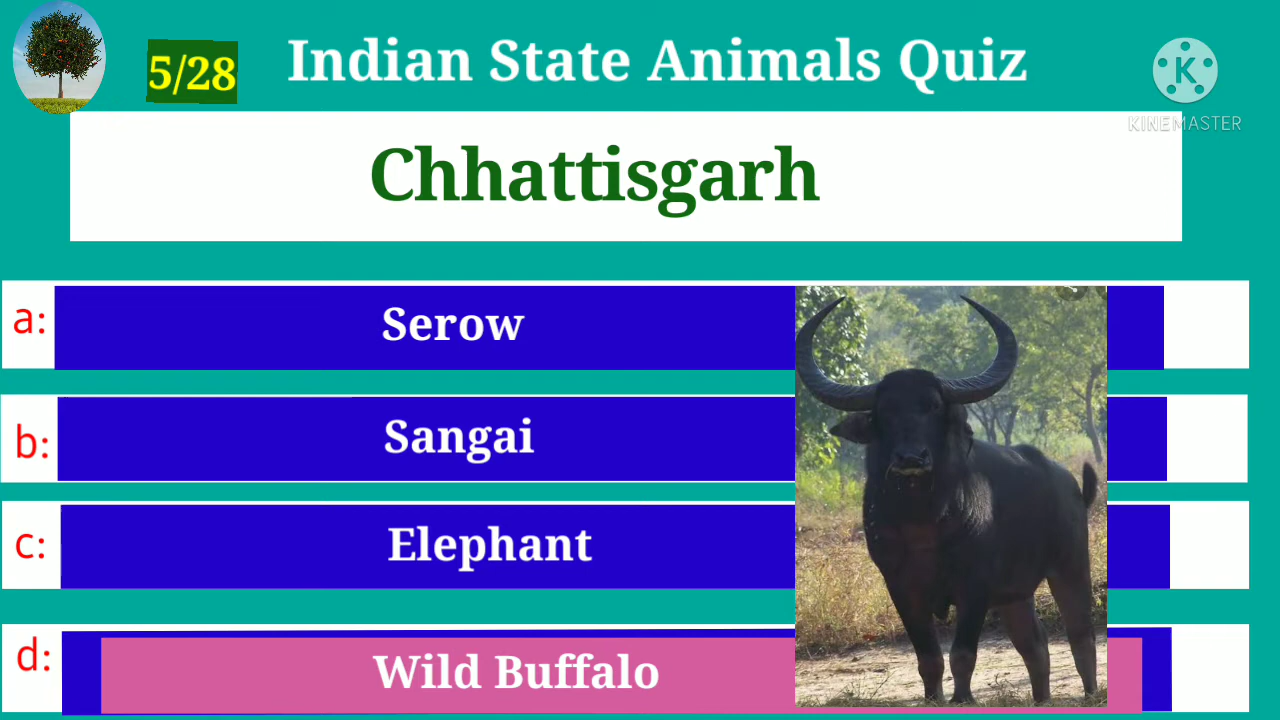 5/28
Indian State Animals Quiz
K
KINEMASTER
Chhattisgarh
a:
Serow
b:
Sangai
c:
Elephant
d:
Wild Buffalo